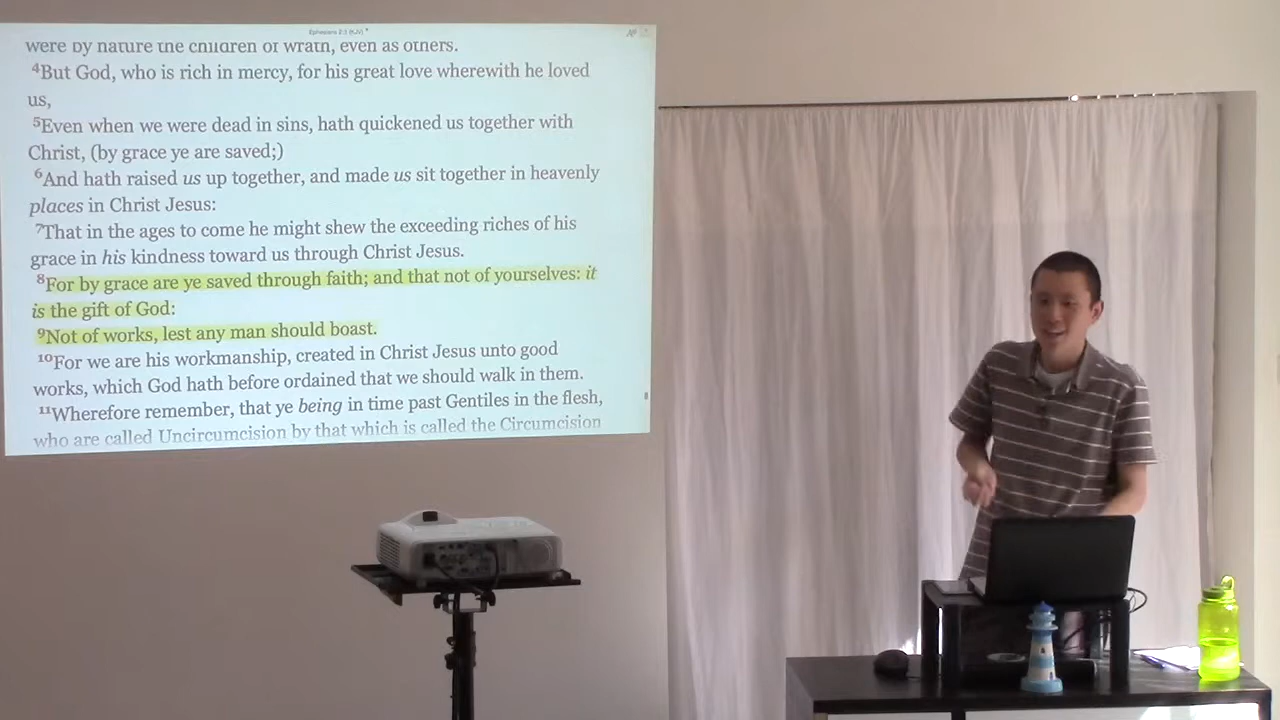 Ephesians 2:1 (KJV)
were by nature the children of wrath, even as others.
4But God, who is rich in mercy, for his great love wherewith he loved
us,
5Even when we were dead in sins, hath quickened us together with
Christ, (by grace ye are saved;)
6And hath raised us up together, and made us sit together in heavenly
places in Christ Jesus:
7That in the ages to come he might shew the exceeding riches of his
grace in his kindness toward us through Christ Jesus.
8For by grace are ye saved through faith; and that not of yourselves: it
is the gift of God:
9Not of works, lest any man should boast.
10For we are his workmanship, created in Christ Jesus unto good
works, which God hath before ordained that we should walk in them.
11Wherefore remember, that ye being in time past Gentiles in the flesh,
who are called Uncircumcision by that which is called the Circumcision